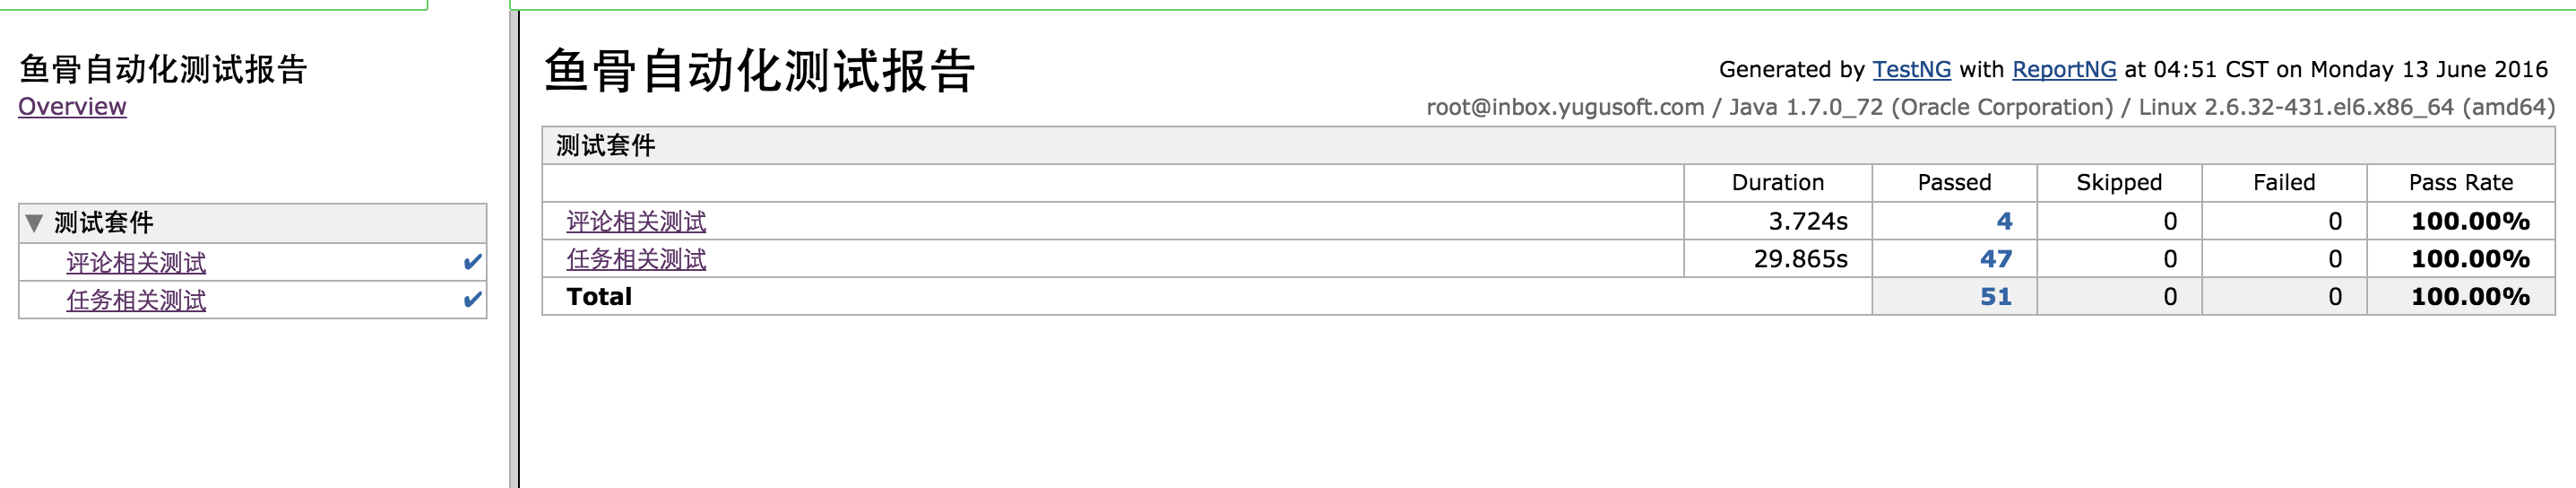 鱼骨自动化测试报告
Overview
▼ 测试套件
评论相关测试 ✔
任务相关测试 ✔
鱼骨自动化测试报告
Generated by TestNG with ReportNG at 04:51 CST on Monday 13 June 2016
root@inbox.yugusoft.com / Java 1.7.0_72 (Oracle Corporation) / Linux 2.6.32-431.el6.x86_64 (amd64)
测试套件
Duration Passed Skipped Failed Pass Rate
评论相关测试 3.724s 4 0 0 100.00%
任务相关测试 29.865s 47 0 0 100.00%
Total 51 0 0 100.00%